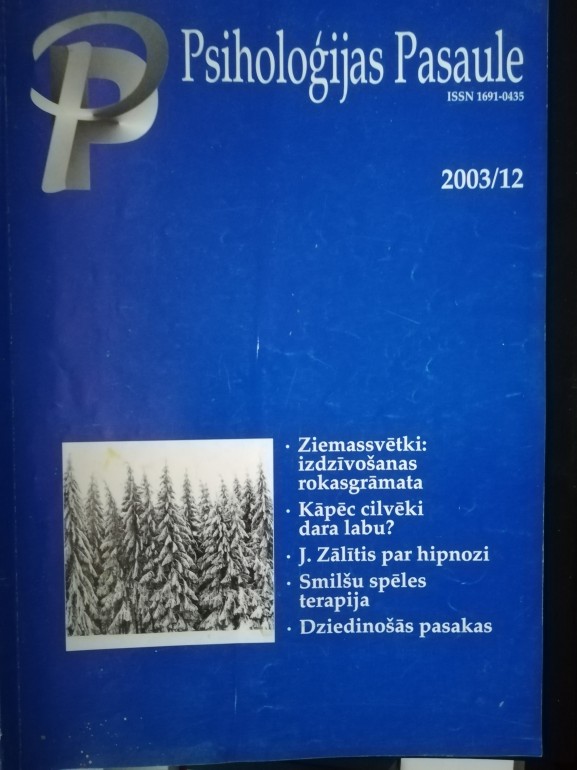 Psiholoģijas Pasaule
ISSN 1691-0435
2003/12
· Ziemassvētki:
izdzīvošanas
rokasgrāmata
· Kāpēc cilvēki
dara labu?
· J. Zālītis par hipnozi
· Smilšu spēles
terapija
· Dziedinošās pasakas